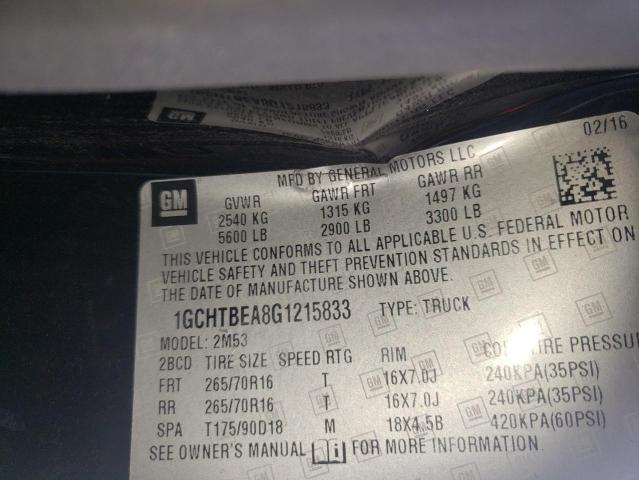 02/16
MFD BY GENERAL MOTORS LLC
GM GVWR GAWR FRT GAWR RR
2540 KG 1315 KG 1497 KG
5600 LB 2900 LB 3300 LB
THIS VEHICLE CONFORMS TO ALL APPLICABLE U.S. FEDERAL MOTOR
VEHICLE SAFETY AND THEFT PREVENTION STANDARDS IN EFFECT ON
THE DATE OF MANUFACTURE SHOWN ABOVE.
1GCHTBEA8G1215833 TYPE: TRUCK
MODEL: 2M53
2BCD TIRE SIZE SPEED RTG RIM COLD TIRE PRESSUR
FRT 265/70R16 T 16X7.0J 240KPA(35PSI)
RR 265/70R16 T 16X7.0J 240KPA(35PSI)
SPA T175/90D18 M 18X4.5B 420KPA(60PSI)
SEE OWNER'S MANUAL FOR MORE INFORMATION.